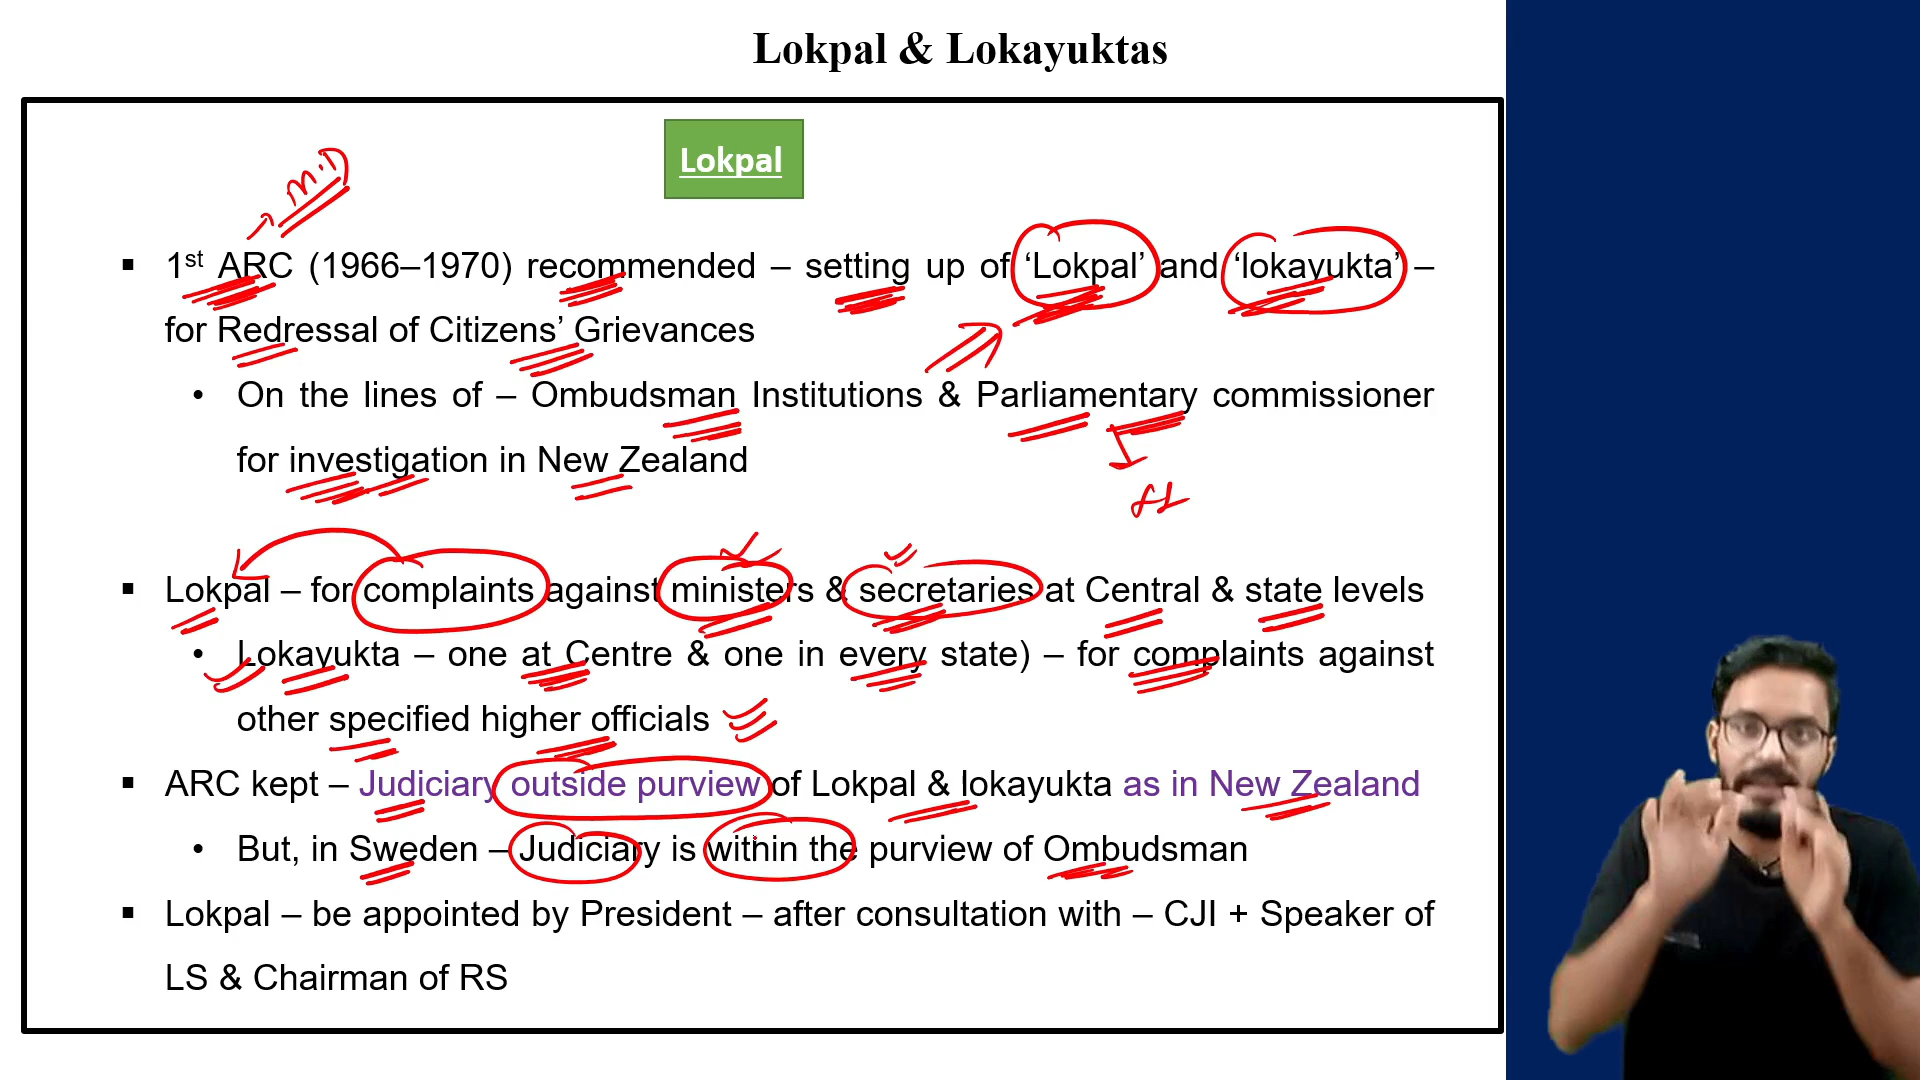 Lokpal & Lokayuktas
Lokpal
1st ARC (1966–1970) recommended – setting up of ‘Lokpal’ and ‘lokayukta’ –
for Redressal of Citizens’ Grievances
• On the lines of – Ombudsman Institutions & Parliamentary commissioner
for investigation in New Zealand
Lokpal – for complaints against ministers & secretaries at Central & state levels
• Lokayukta – one at Centre & one in every state) – for complaints against
other specified higher officials
ARC kept – Judiciary outside purview of Lokpal & lokayukta as in New Zealand
• But, in Sweden – Judiciary is within the purview of Ombudsman
Lokpal – be appointed by President – after consultation with – CJI + Speaker of
LS & Chairman of RS